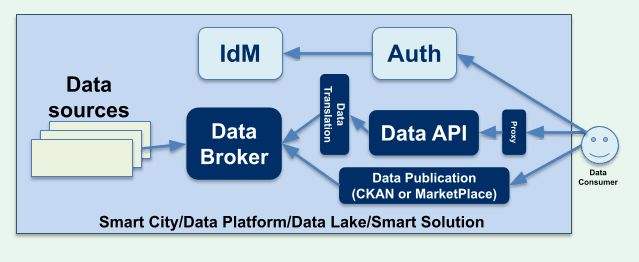 IdM
Auth
Data
sources
Data
Translation
Data
Broker
Data API
Proxy
Data Publication
(CKAN or MarketPlace)
Data
Consumer
Smart City/Data Platform/Data Lake/Smart Solution